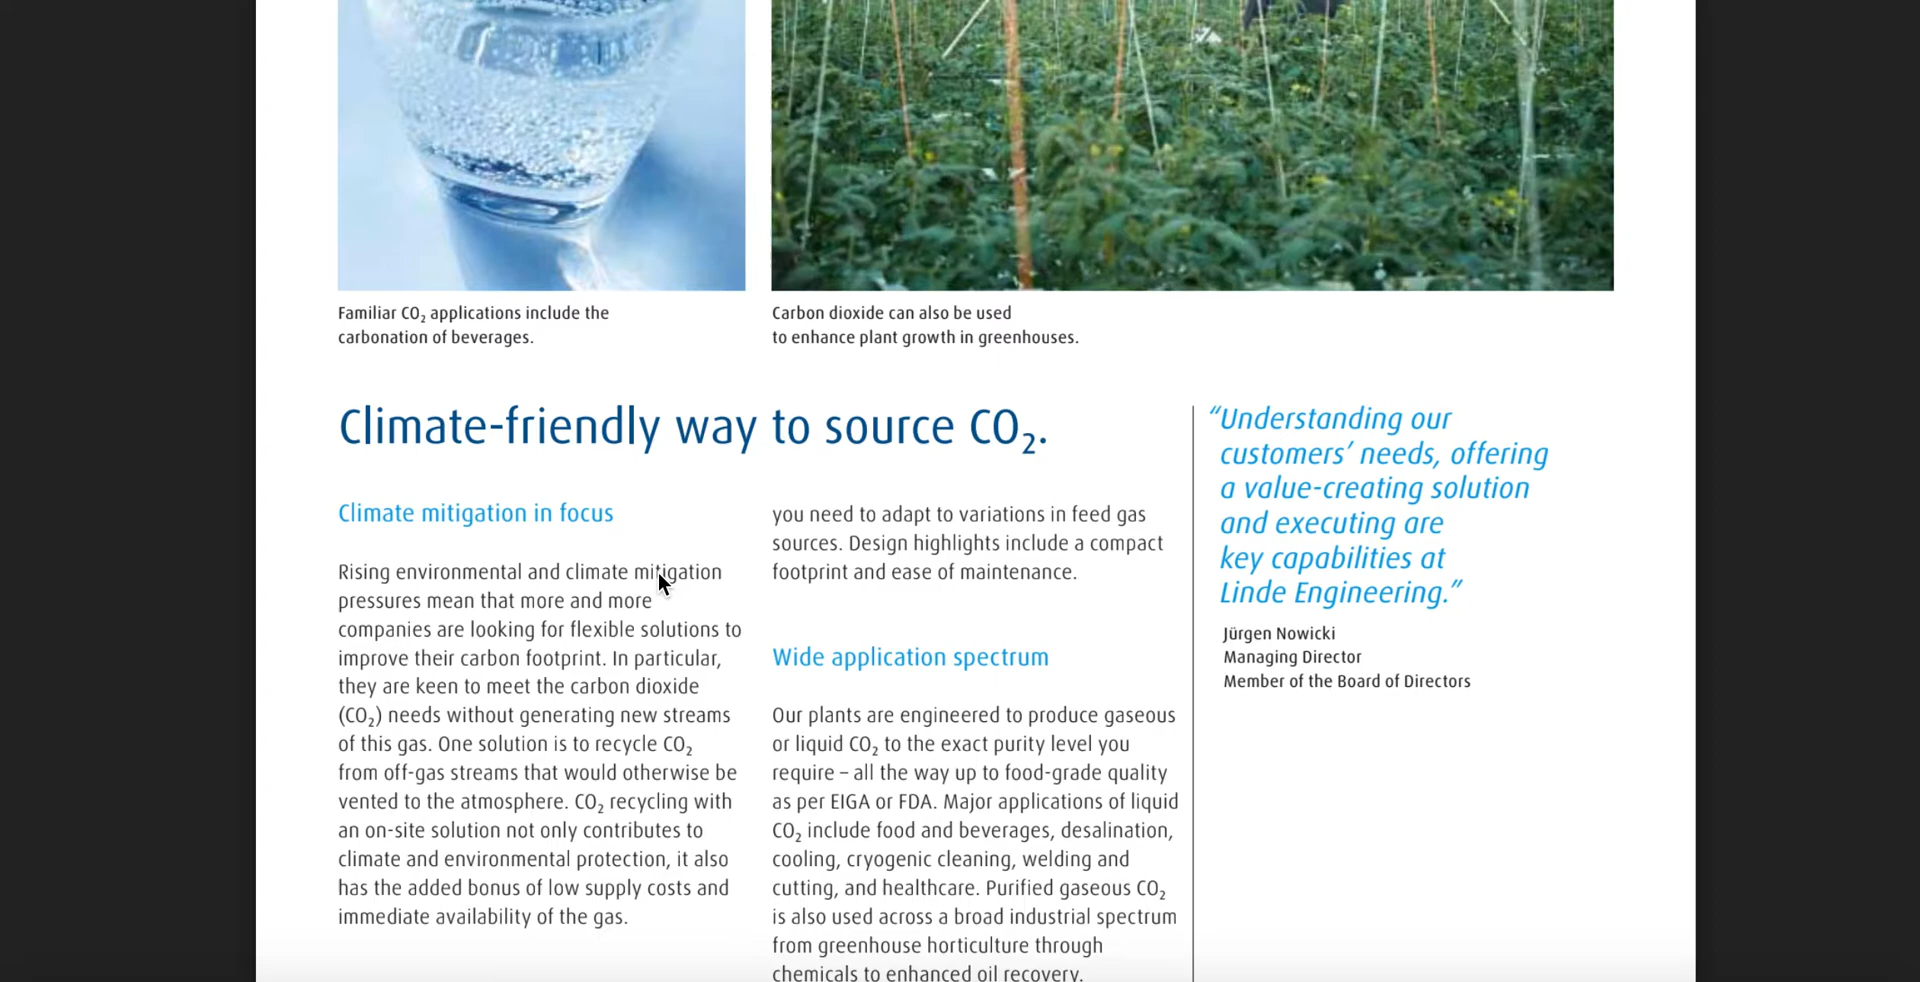 Familiar CO₂ applications include the
carbonation of beverages.
Carbon dioxide can also be used
to enhance plant growth in greenhouses.
Climate-friendly way to source CO₂.
Climate mitigation in focus
Rising environmental and climate mitigation
pressures mean that more and more
companies are looking for flexible solutions to
improve their carbon footprint. In particular,
they are keen to meet the carbon dioxide
(CO₂) needs without generating new streams
of this gas. One solution is to recycle CO₂
from off-gas streams that would otherwise be
vented to the atmosphere. CO₂ recycling with
an on-site solution not only contributes to
climate and environmental protection, it also
has the added bonus of low supply costs and
immediate availability of the gas.
you need to adapt to variations in feed gas
sources. Design highlights include a compact
footprint and ease of maintenance.
Wide application spectrum
Our plants are engineered to produce gaseous
or liquid CO₂ to the exact purity level you
require – all the way up to food-grade quality
as per EIGA or FDA. Major applications of liquid
CO₂ include food and beverages, desalination,
cooling, cryogenic cleaning, welding and
cutting, and healthcare. Purified gaseous CO₂
is also used across a broad industrial spectrum
from greenhouse horticulture through
chemicals to enhanced oil recovery.
“Understanding our
customers’ needs, offering
a value-creating solution
and executing are
key capabilities at
Linde Engineering.”
Jürgen Nowicki
Managing Director
Member of the Board of Directors